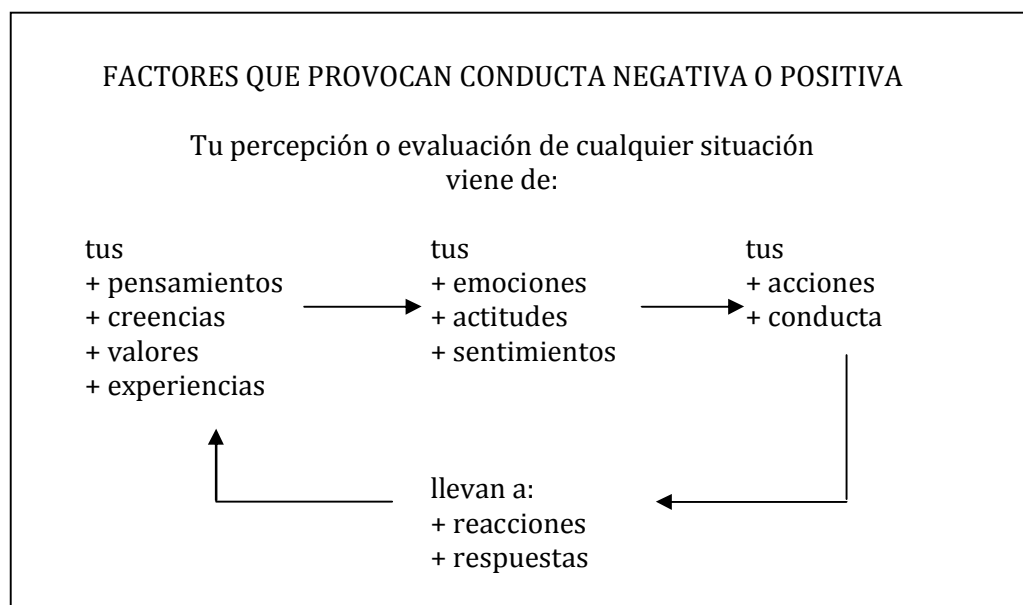 FACTORES QUE PROVOCAN CONDUCTA NEGATIVA O POSITIVA
Tu percepción o evaluación de cualquier situación
viene de:
tus
+ pensamientos
+ creencias
+ valores
+ experiencias
tus
+ emociones
+ actitudes
+ sentimientos
tus
+ acciones
+ conducta
llevan a:
+ reacciones
+ respuestas